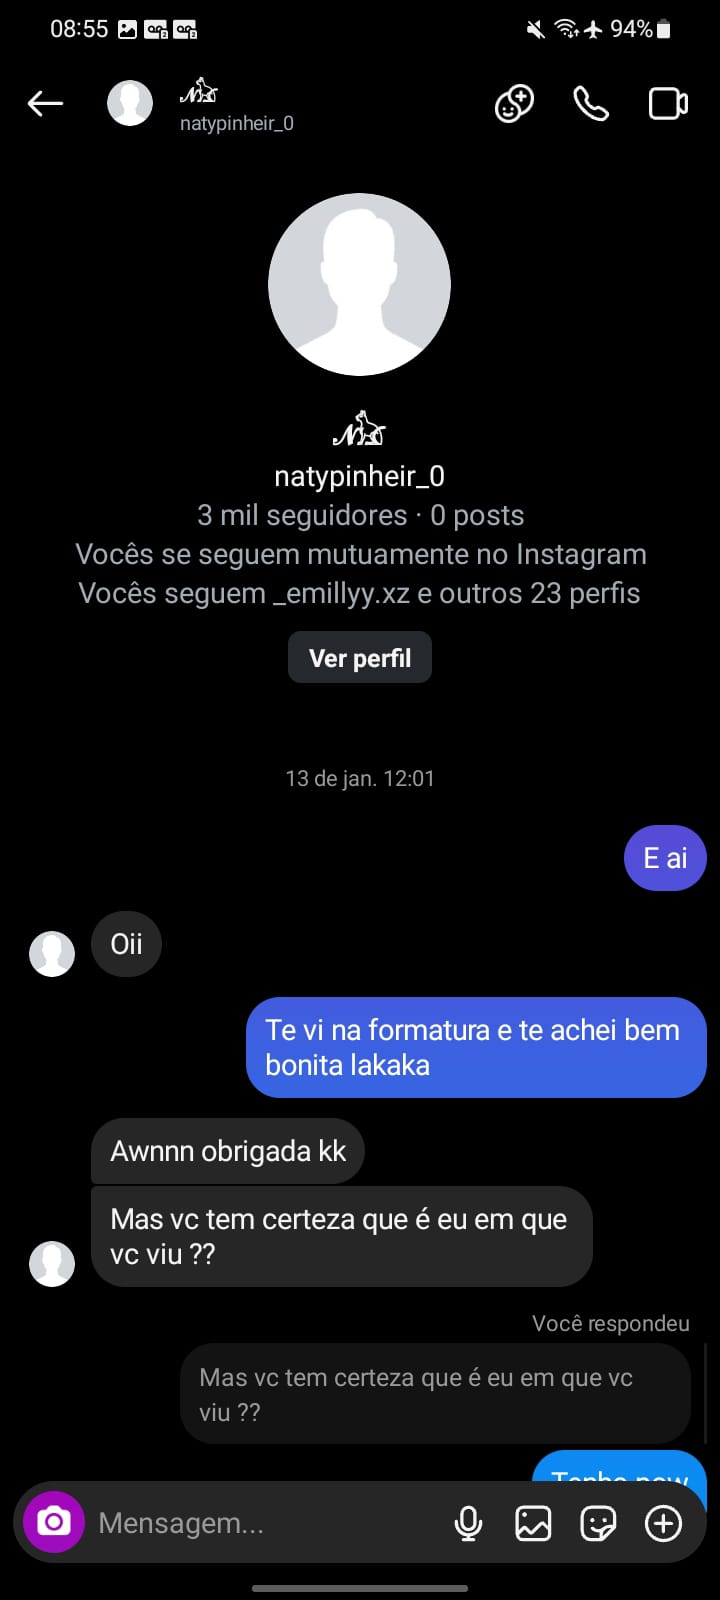 08:55
94%
natypinheir_0
natypinheir_0
3 mil seguidores · 0 posts
Vocês se seguem mutuamente no Instagram
Vocês seguem _emillyy.xz e outros 23 perfis
Ver perfil
13 de jan. 12:01
E ai
Oii
Te vi na formatura e te achei bem
bonita lakaka
Awnnn obrigada kk
Mas vc tem certeza que é eu em que
vc viu ??
Você respondeu
Mas vc tem certeza que é eu em que vc
viu ??
Tenho pow
Mensagem...